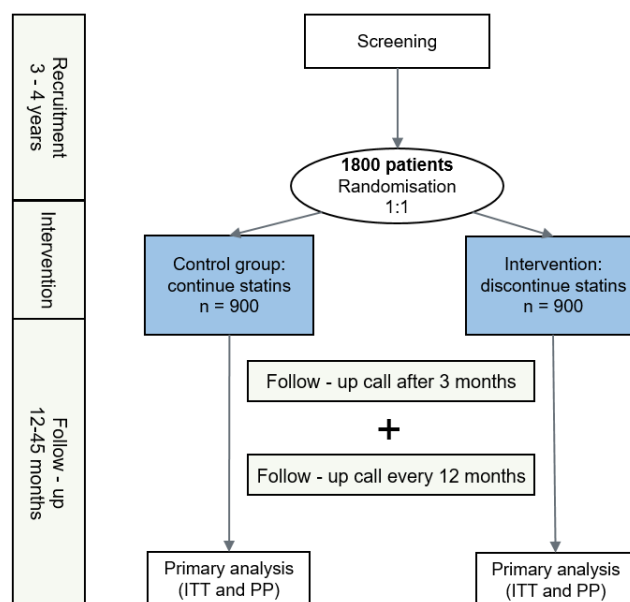 Recruitment
3 - 4 years
Screening
1800 patients
Randomisation
1:1
Intervention
Control group:
continue statins
n = 900
Intervention:
discontinue statins
n = 900
Follow - up
12-45 months
Follow - up call after 3 months
+
Follow - up call every 12 months
Primary analysis
(ITT and PP)
Primary analysis
(ITT and PP)